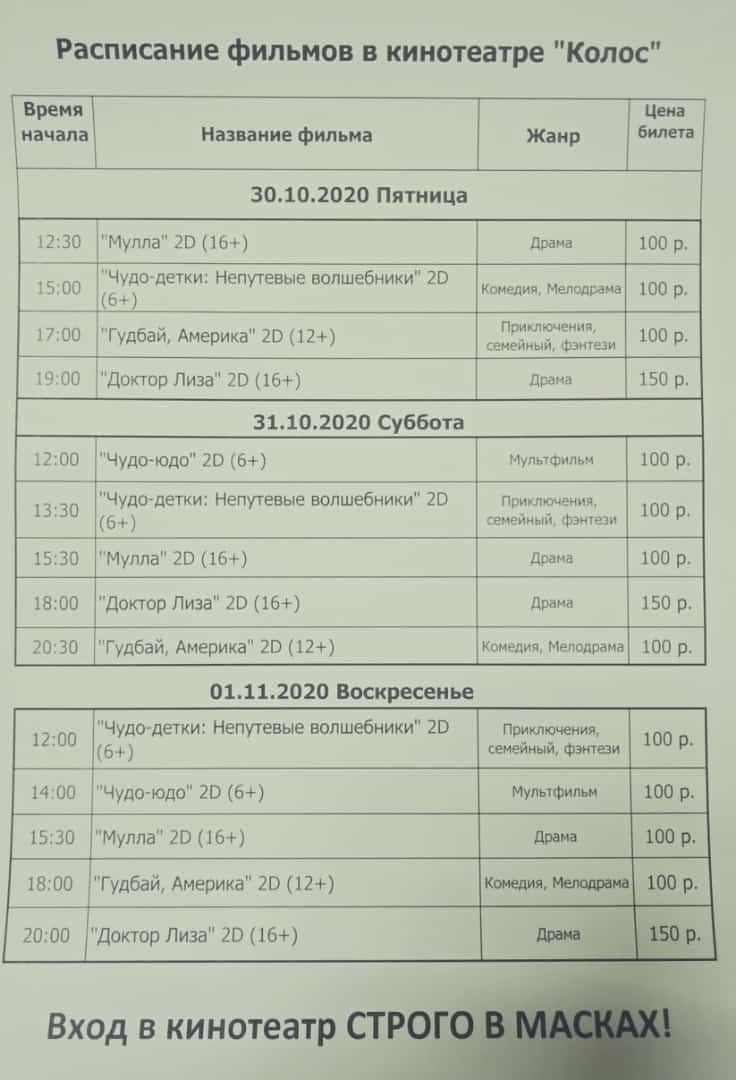 Расписание фильмов в кинотеатре "Колос"
Время начала Название фильма Жанр Цена билета
30.10.2020 Пятница
12:30 "Мулла" 2D (16+) Драма 100 р.
15:00 "Чудо-детки: Непутевые волшебники" 2D (6+) Комедия, Мелодрама 100 р.
17:00 "Гудбай, Америка" 2D (12+) Приключения, семейный, фэнтези 100 р.
19:00 "Доктор Лиза" 2D (16+) Драма 150 р.
31.10.2020 Суббота
12:00 "Чудо-юдо" 2D (6+) Мультфильм 100 р.
13:30 "Чудо-детки: Непутевые волшебники" 2D (6+) Приключения, семейный, фэнтези 100 р.
15:30 "Мулла" 2D (16+) Драма 100 р.
18:00 "Доктор Лиза" 2D (16+) Драма 150 р.
20:30 "Гудбай, Америка" 2D (12+) Комедия, Мелодрама 100 р.
01.11.2020 Воскресенье
12:00 "Чудо-детки: Непутевые волшебники" 2D (6+) Приключения, семейный, фэнтези 100 р.
14:00 "Чудо-юдо" 2D (6+) Мультфильм 100 р.
15:30 "Мулла" 2D (16+) Драма 100 р.
18:00 "Гудбай, Америка" 2D (12+) Комедия, Мелодрама 100 р.
20:00 "Доктор Лиза" 2D (16+) Драма 150 р.
Вход в кинотеатр СТРОГО В МАСКАХ!